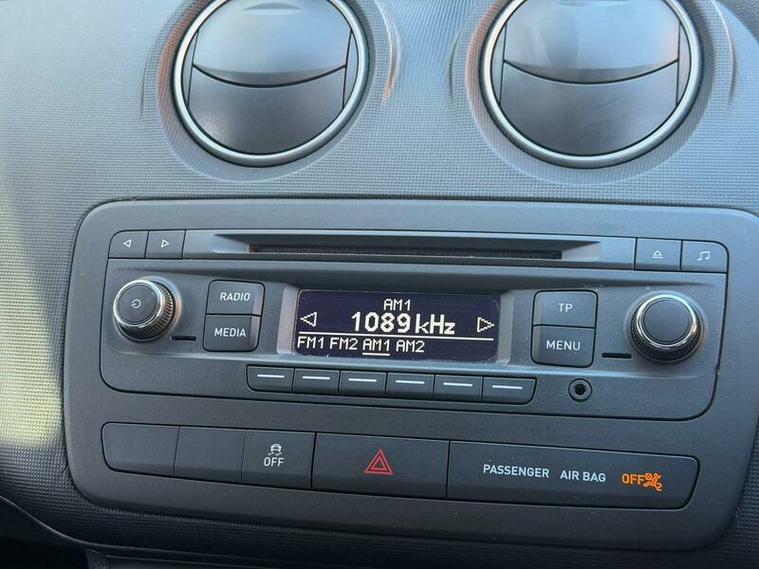 RADIO
MEDIA
AM1
1089 kHz
FM1 FM2 AM1 AM2
TP
MENU
OFF
PASSENGER AIR BAG OFF